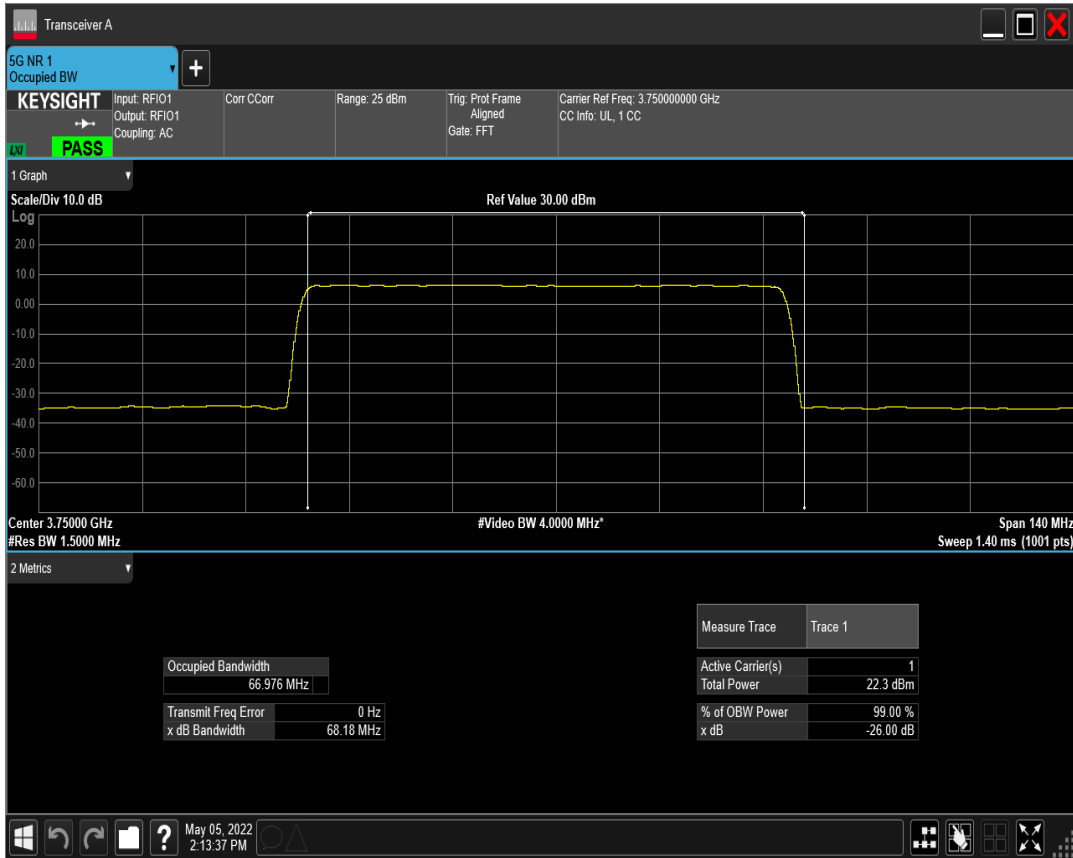 Transceiver A
5G NR 1
Occupied BW
KEYSIGHT
LXI
PASS
Input: RFIO1
Output: RFIO1
Coupling: AC
Corr CCorr
Range: 25 dBm
Trig: Prot Frame
Aligned
Gate: FFT
Carrier Ref Freq: 3.750000000 GHz
CC Info: UL, 1 CC
1 Graph
Scale/Div 10.0 dB
Ref Value 30.00 dBm
Log
20.0
10.0
0.00
-10.0
-20.0
-30.0
-40.0
-50.0
-60.0
Center 3.75000 GHz
#Video BW 4.0000 MHz*
Span 140 MHz
#Res BW 1.5000 MHz
Sweep 1.40 ms (1001 pts)
2 Metrics
Measure Trace Trace 1
Occupied Bandwidth
66.976 MHz
Active Carrier(s) 1
Total Power 22.3 dBm
Transmit Freq Error 0 Hz
x dB Bandwidth 68.18 MHz
% of OBW Power 99.00 %
x dB -26.00 dB
?
May 05, 2022
2:13:37 PM